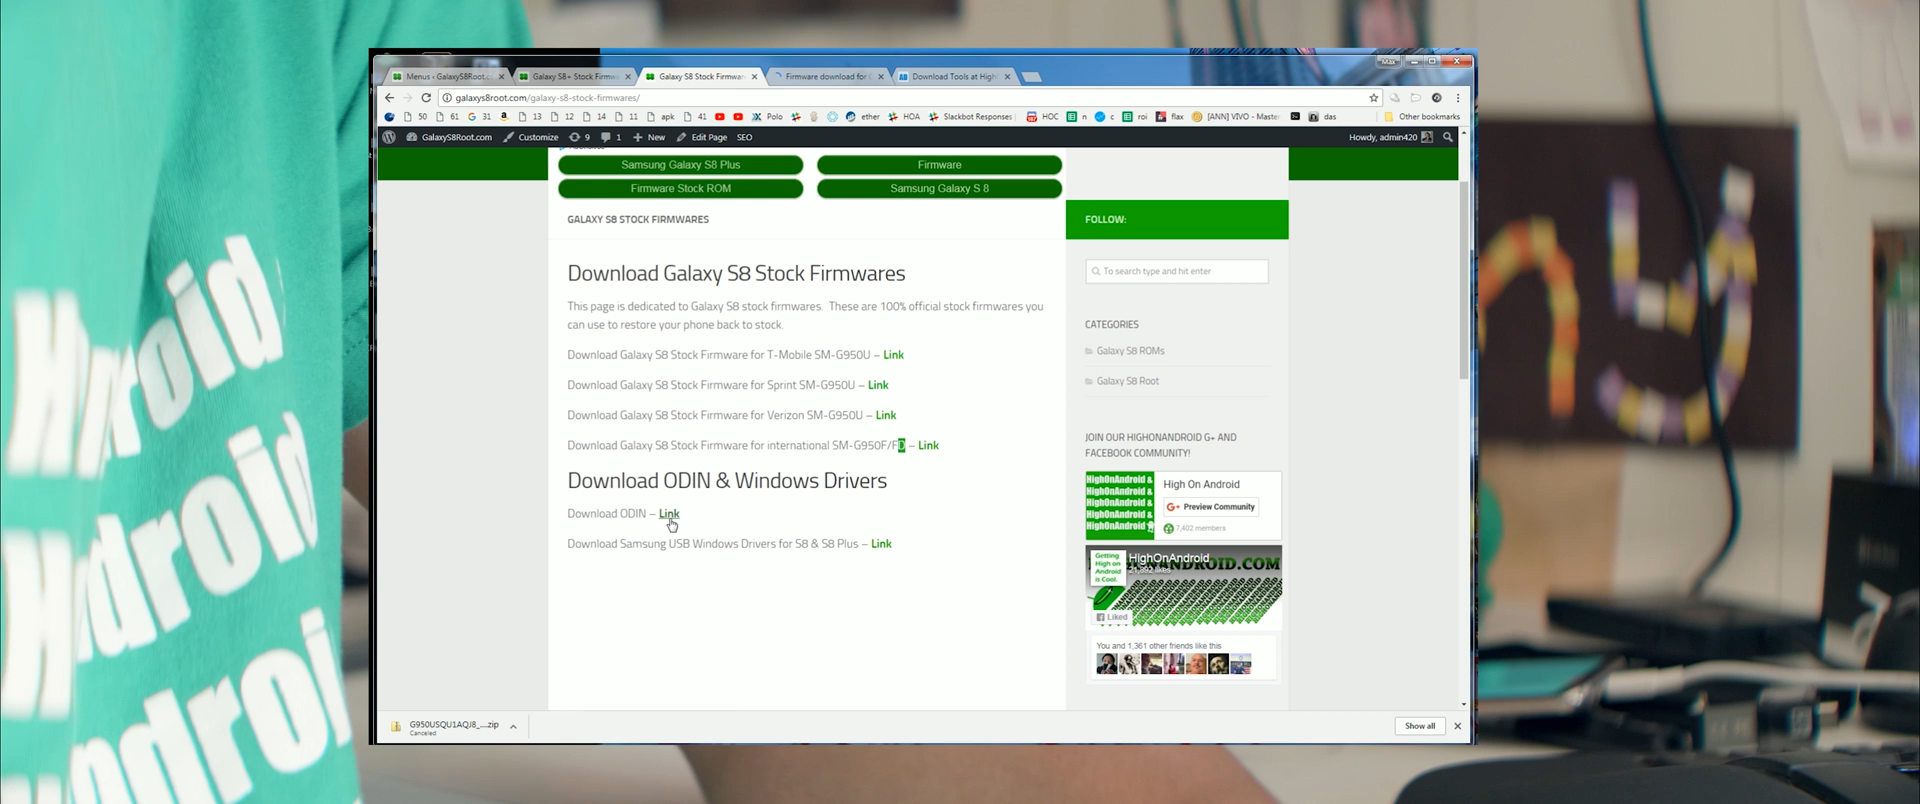 Menus ‹ GalaxyS8Root.c
Galaxy S8+ Stock Firmwa
Galaxy S8 Stock Firmwar
Firmware download for
Download Tools at High
Max
galaxys8root.com/galaxy-s8-stock-firmwares/
50
61
31
13
12
14
11
apk
41
Polo
ether
HOA
Slackbot Responses
HOC
n
c
roi
flax
[ANN] VIVO - Maste
das
Other bookmarks
GalaxyS8Root.com
Customize
9
1
New
Edit Page
SEO
Howdy, admin420
Samsung Galaxy S8 Plus
Firmware
Firmware Stock ROM
Samsung Galaxy S 8
GALAXY S8 STOCK FIRMWARES
Download Galaxy S8 Stock Firmwares
This page is dedicated to Galaxy S8 stock firmwares. These are 100% official stock firmwares you
can use to restore your phone back to stock.
Download Galaxy S8 Stock Firmware for T-Mobile SM-G950U – Link
Download Galaxy S8 Stock Firmware for Sprint SM-G950U – Link
Download Galaxy S8 Stock Firmware for Verizon SM-G950U – Link
Download Galaxy S8 Stock Firmware for international SM-G950F/FD – Link
Download ODIN & Windows Drivers
Download ODIN – Link
Download Samsung USB Windows Drivers for S8 & S8 Plus – Link
FOLLOW:
To search type and hit enter
CATEGORIES
Galaxy S8 ROMs
Galaxy S8 Root
JOIN OUR HIGHONANDROID G+ AND
FACEBOOK COMMUNITY!
HighOnAndroid &
HighOnAndroid &
HighOnAndroid &
HighOnAndroid &
HighOnAndroid
High On Android
G+ Preview Community
7,402 members
Getting
High on
Android
is Cool.
HighOnAndroid
Liked
You and 1,361 other friends like this
G950USQU1AQJ8_....zip
Canceled
Show all